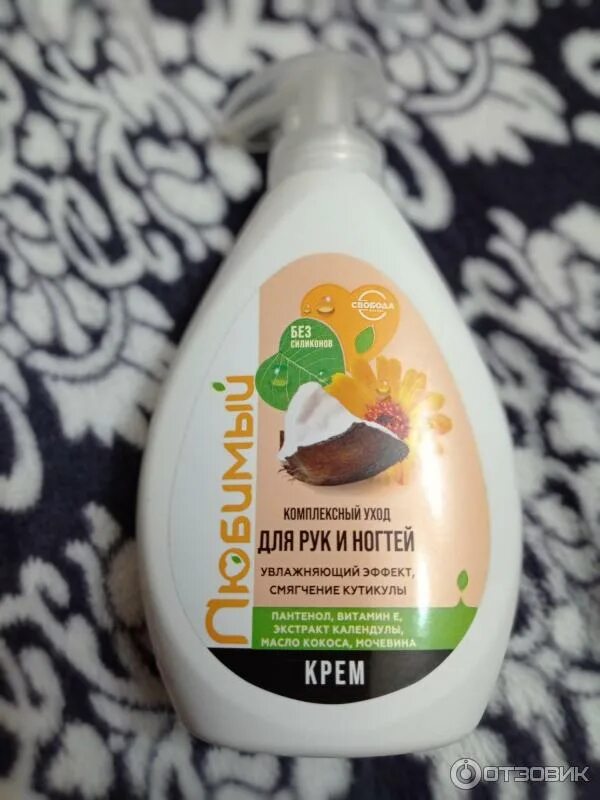 СВОБОДА
БЕЗ
СИЛИКОНОВ
Любимый
КОМПЛЕКСНЫЙ УХОД
ДЛЯ РУК И НОГТЕЙ
УВЛАЖНЯЮЩИЙ ЭФФЕКТ,
СМЯГЧЕНИЕ КУТИКУЛЫ
ПАНТЕНОЛ, ВИТАМИН Е,
ЭКСТРАКТ КАЛЕНДУЛЫ,
МАСЛО КОКОСА, МОЧЕВИНА
КРЕМ
ОТЗОВИК